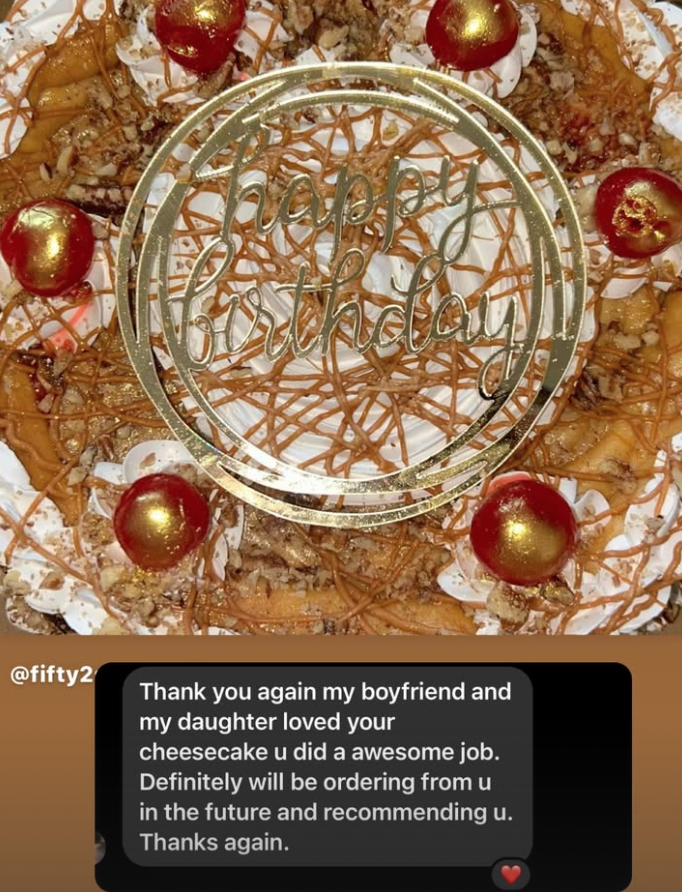 happy
birthday
@fifty2
Thank you again my boyfriend and
my daughter loved your
cheesecake u did a awesome job.
Definitely will be ordering from u
in the future and recommending u.
Thanks again.